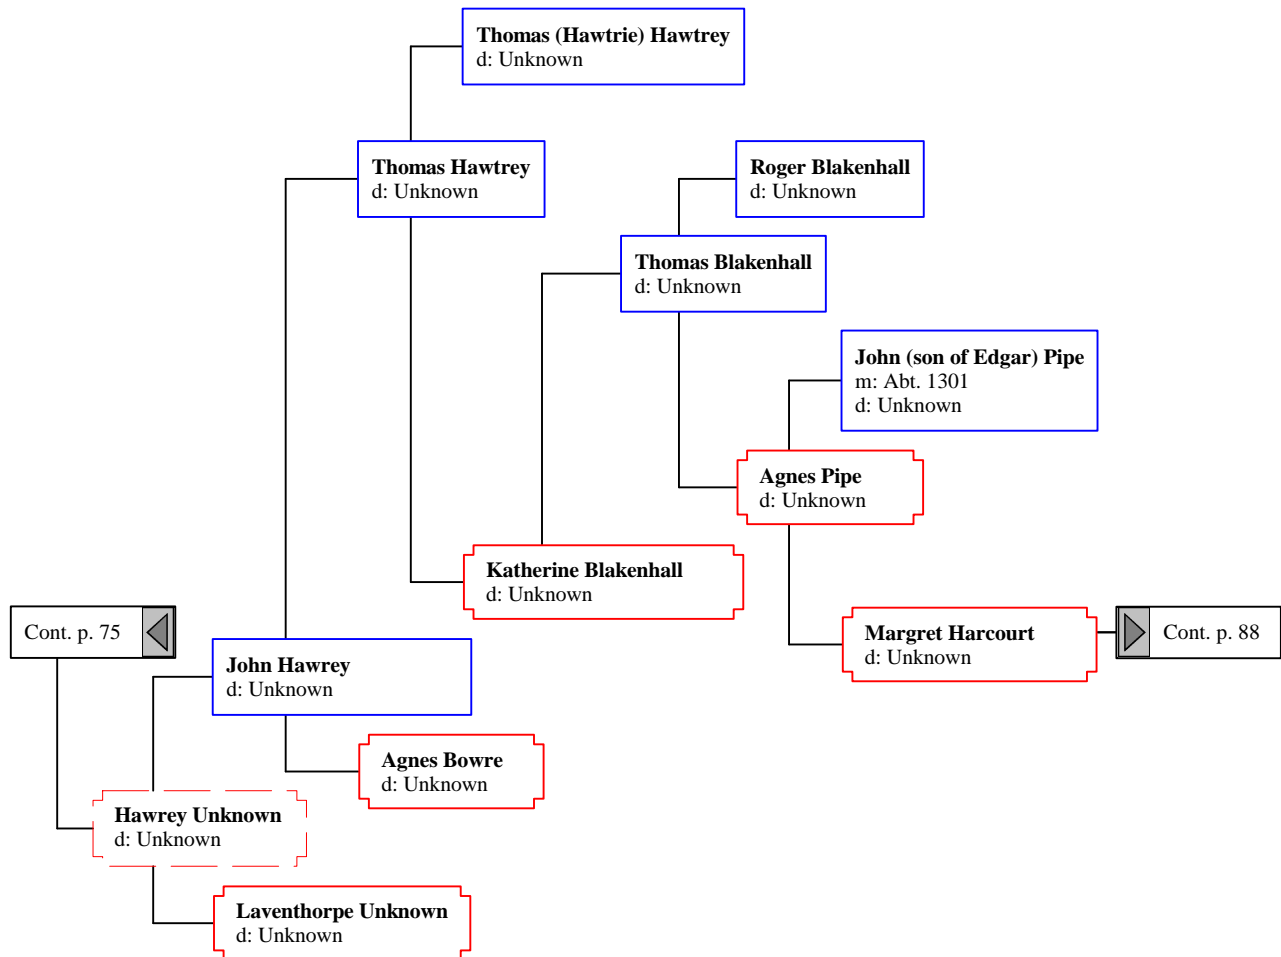 Thomas (Hawtrie) Hawtrey
d: Unknown
Thomas Hawtrey
d: Unknown
Roger Blakenhall
d: Unknown
Thomas Blakenhall
d: Unknown
John (son of Edgar) Pipe
m: Abt. 1301
d: Unknown
Agnes Pipe
d: Unknown
Katherine Blakenhall
d: Unknown
Cont. p. 75
Margret Harcourt
d: Unknown
Cont. p. 88
John Hawrey
d: Unknown
Agnes Bowre
d: Unknown
Hawrey Unknown
d: Unknown
Laventhorpe Unknown
d: Unknown